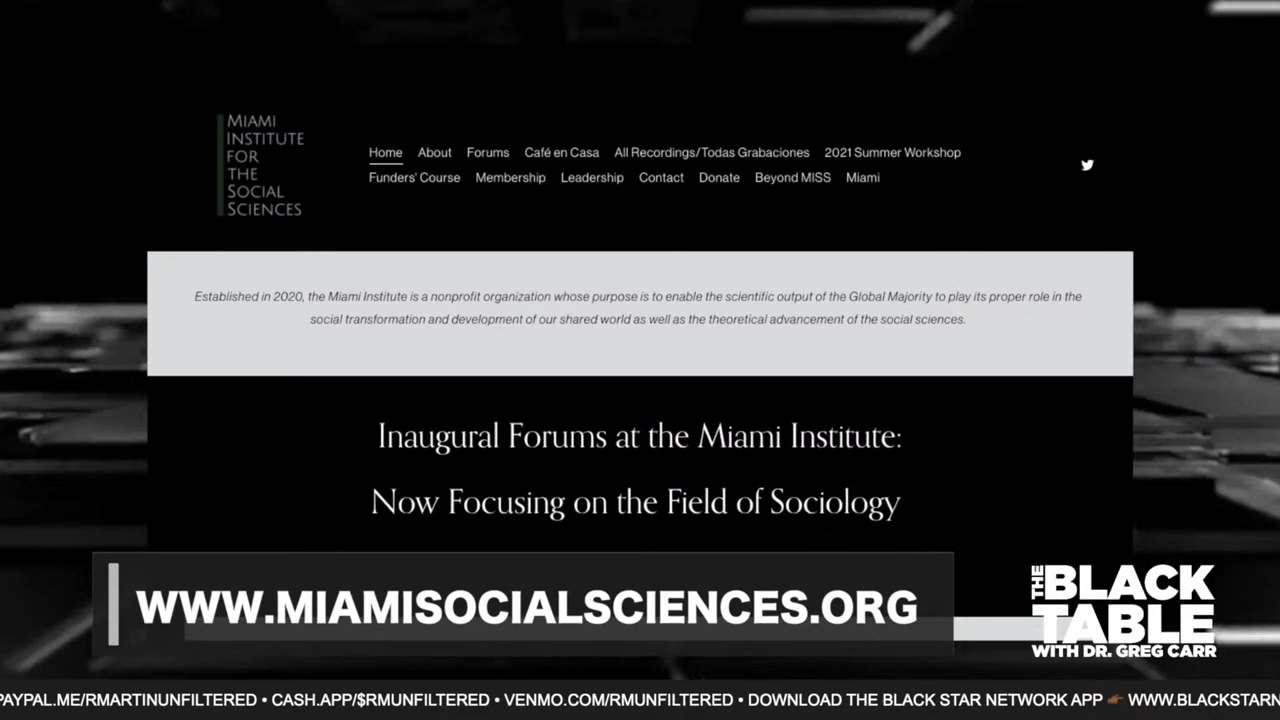 MIAMI
INSTITUTE
FOR
THE
SOCIAL
SCIENCES
Home About Forums Café en Casa All Recordings/Todas Grabaciones 2021 Summer Workshop
Funders' Course Membership Leadership Contact Donate Beyond MISS Miami
Established in 2020, the Miami Institute is a nonprofit organization whose purpose is to enable the scientific output of the Global Majority to play its proper role in the
social transformation and development of our shared world as well as the theoretical advancement of the social sciences.
Inaugural Forums at the Miami Institute:
Now Focusing on the Field of Sociology
WWW.MIAMISOCIALSCIENCES.ORG
THE BLACK
TABLE
WITH DR. GREG CARR
PAYPAL.ME/RMARTINUNFILTERED • CASH.APP/$RMUNFILTERED • VENMO.COM/RMUNFILTERED • DOWNLOAD THE BLACK STAR NETWORK APP 👉🏾 WWW.BLACKSTARN